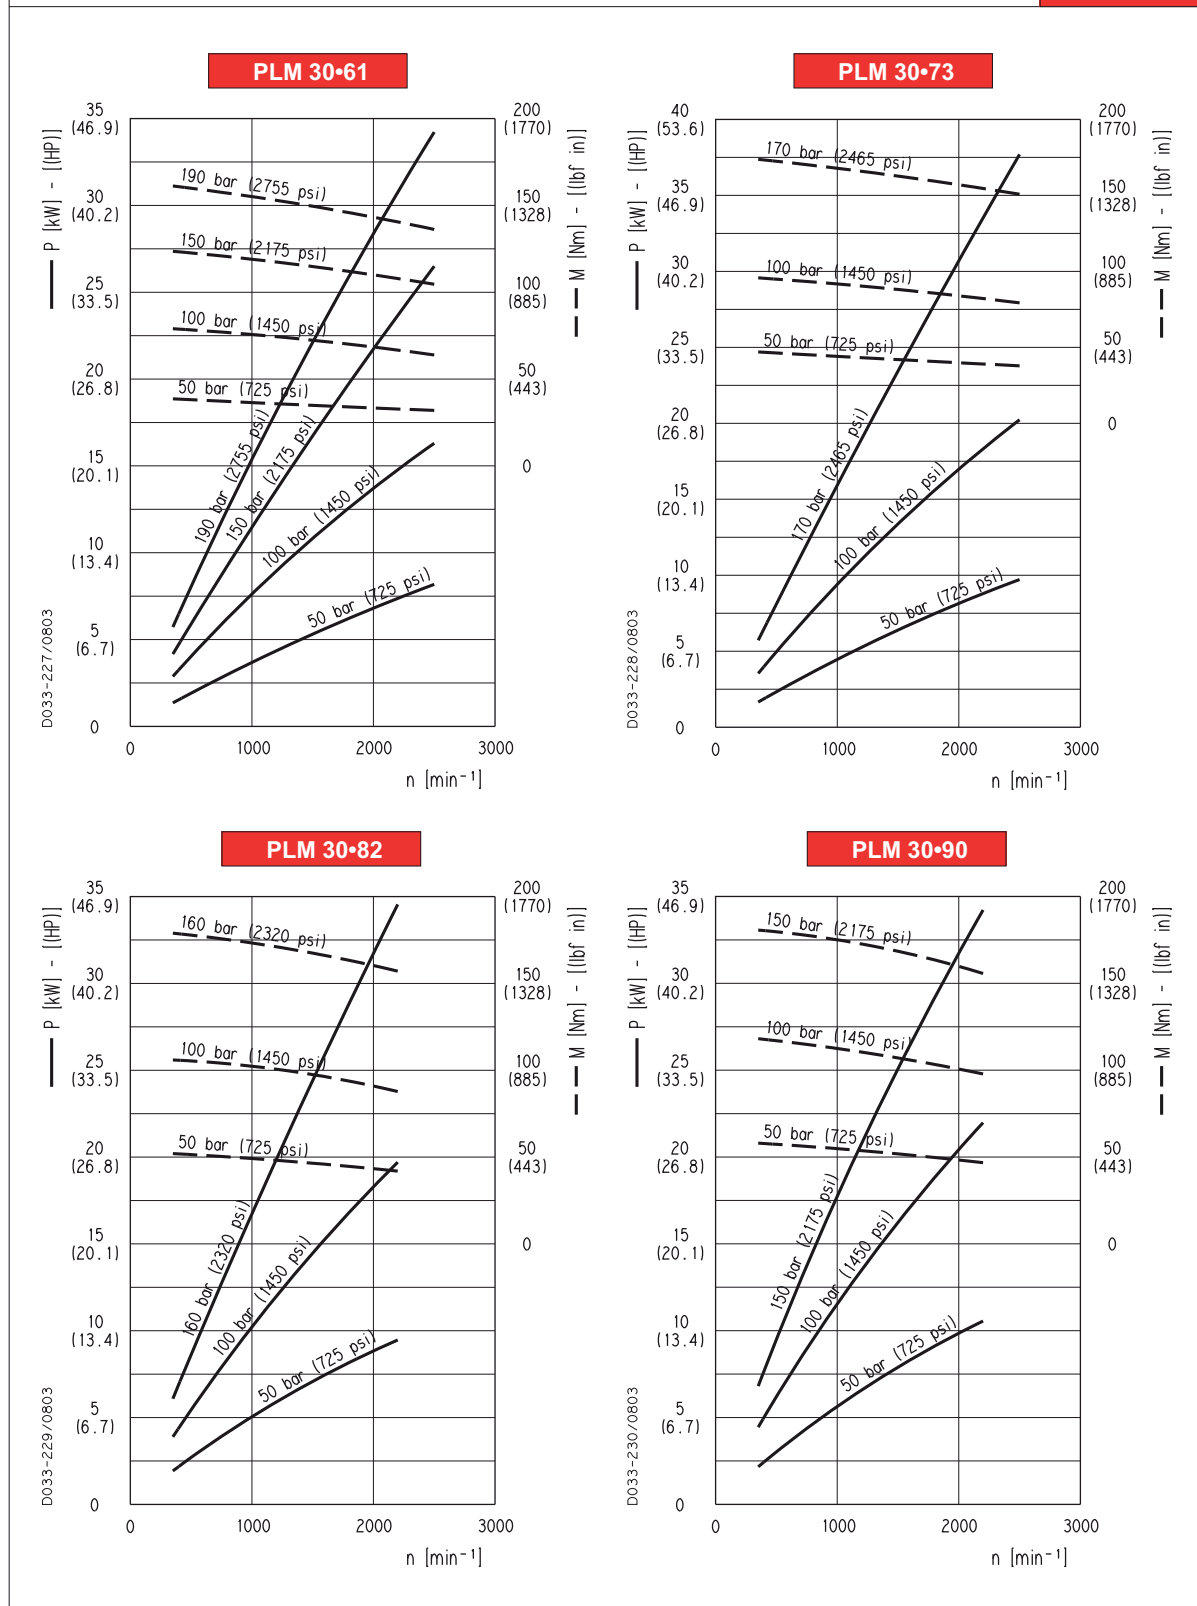 PLM 30•61
P [kW] - [(HP)]
M [Nm] - [(lbf in)]
35
(46.9)
30
(40.2)
25
(33.5)
20
(26.8)
15
(20.1)
10
(13.4)
5
(6.7)
0
200
(1770)
150
(1328)
100
(885)
50
(443)
0
190 bar (2755 psi)
150 bar (2175 psi)
100 bar (1450 psi)
50 bar (725 psi)
190 bar (2755 psi)
150 bar (2175 psi)
100 bar (1450 psi)
50 bar (725 psi)
D033-227/0803
0 1000 2000 3000
n [min⁻¹]
PLM 30•73
P [kW] - [(HP)]
M [Nm] - [(lbf in)]
40
(53.6)
35
(46.9)
30
(40.2)
25
(33.5)
20
(26.8)
15
(20.1)
10
(13.4)
5
(6.7)
0
200
(1770)
150
(1328)
100
(885)
50
(443)
0
170 bar (2465 psi)
100 bar (1450 psi)
50 bar (725 psi)
170 bar (2465 psi)
100 bar (1450 psi)
50 bar (725 psi)
D033-228/0803
0 1000 2000 3000
n [min⁻¹]
PLM 30•82
P [kW] - [(HP)]
M [Nm] - [(lbf in)]
35
(46.9)
30
(40.2)
25
(33.5)
20
(26.8)
15
(20.1)
10
(13.4)
5
(6.7)
0
200
(1770)
150
(1328)
100
(885)
50
(443)
0
160 bar (2320 psi)
100 bar (1450 psi)
50 bar (725 psi)
160 bar (2320 psi)
100 bar (1450 psi)
50 bar (725 psi)
D033-229/0803
0 1000 2000 3000
n [min⁻¹]
PLM 30•90
P [kW] - [(HP)]
M [Nm] - [(lbf in)]
35
(46.9)
30
(40.2)
25
(33.5)
20
(26.8)
15
(20.1)
10
(13.4)
5
(6.7)
0
200
(1770)
150
(1328)
100
(885)
50
(443)
0
150 bar (2175 psi)
100 bar (1450 psi)
50 bar (725 psi)
150 bar (2175 psi)
100 bar (1450 psi)
50 bar (725 psi)
D033-230/0803
0 1000 2000 3000
n [min⁻¹]